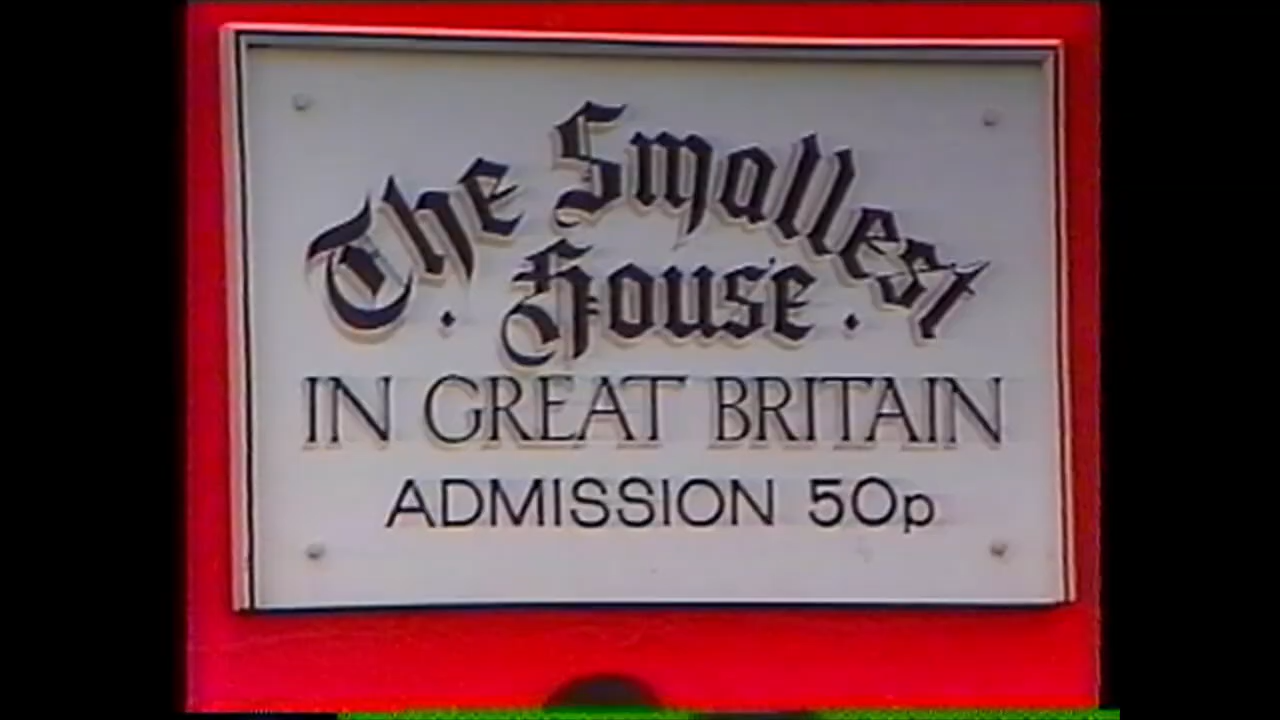 The Smallest
· House ·
IN GREAT BRITAIN
ADMISSION 50p